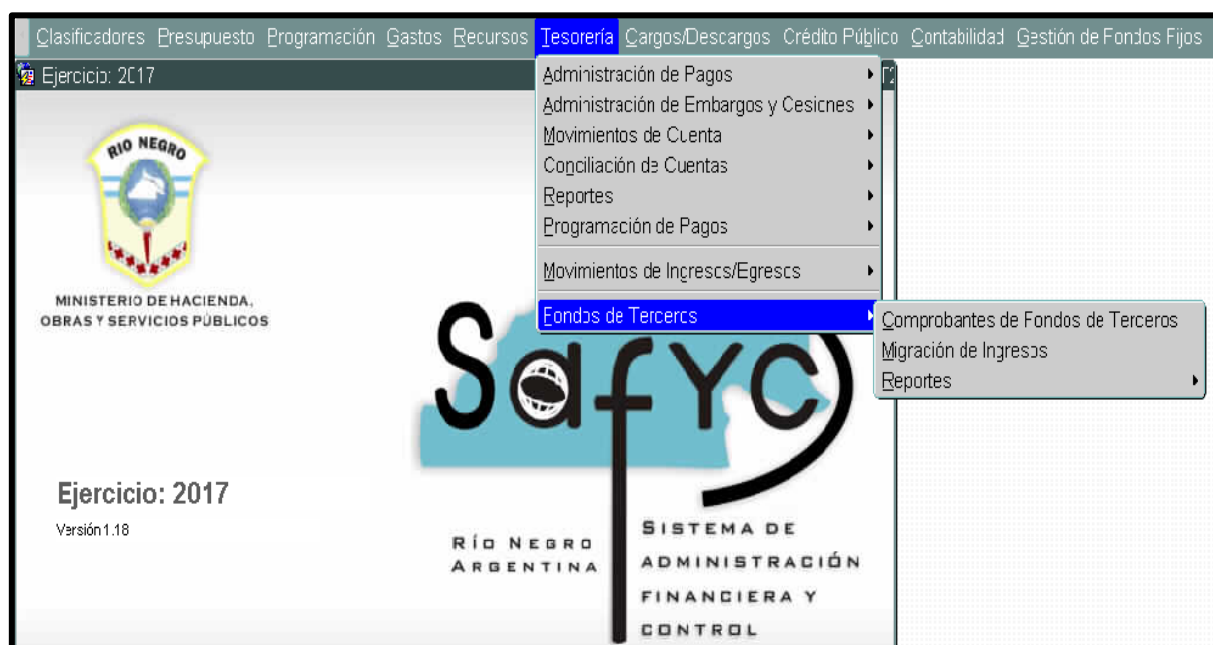 Clasificadores Presupuesto Programación Gastos Recursos Tesorería Cargos/Descargos Crédito Público Contabilidad Gestión de Fondos Fijos
Ejercicio: 2017
Administración de Pagos
Administración de Embargos y Cesiones
Movimientos de Cuenta
Conciliación de Cuentas
Reportes
Programación de Pagos
Movimientos de Ingresos/Egresos
Fondos de Terceros
Comprobantes de Fondos de Terceros
Migración de Ingresos
Reportes
RIO NEGRO
MINISTERIO DE HACIENDA,
OBRAS Y SERVICIOS PÚBLICOS
SafyC
Ejercicio: 2017
Versión 1.18
RÍO NEGRO
ARGENTINA
SISTEMA DE
ADMINISTRACIÓN
FINANCIERA Y
CONTROL